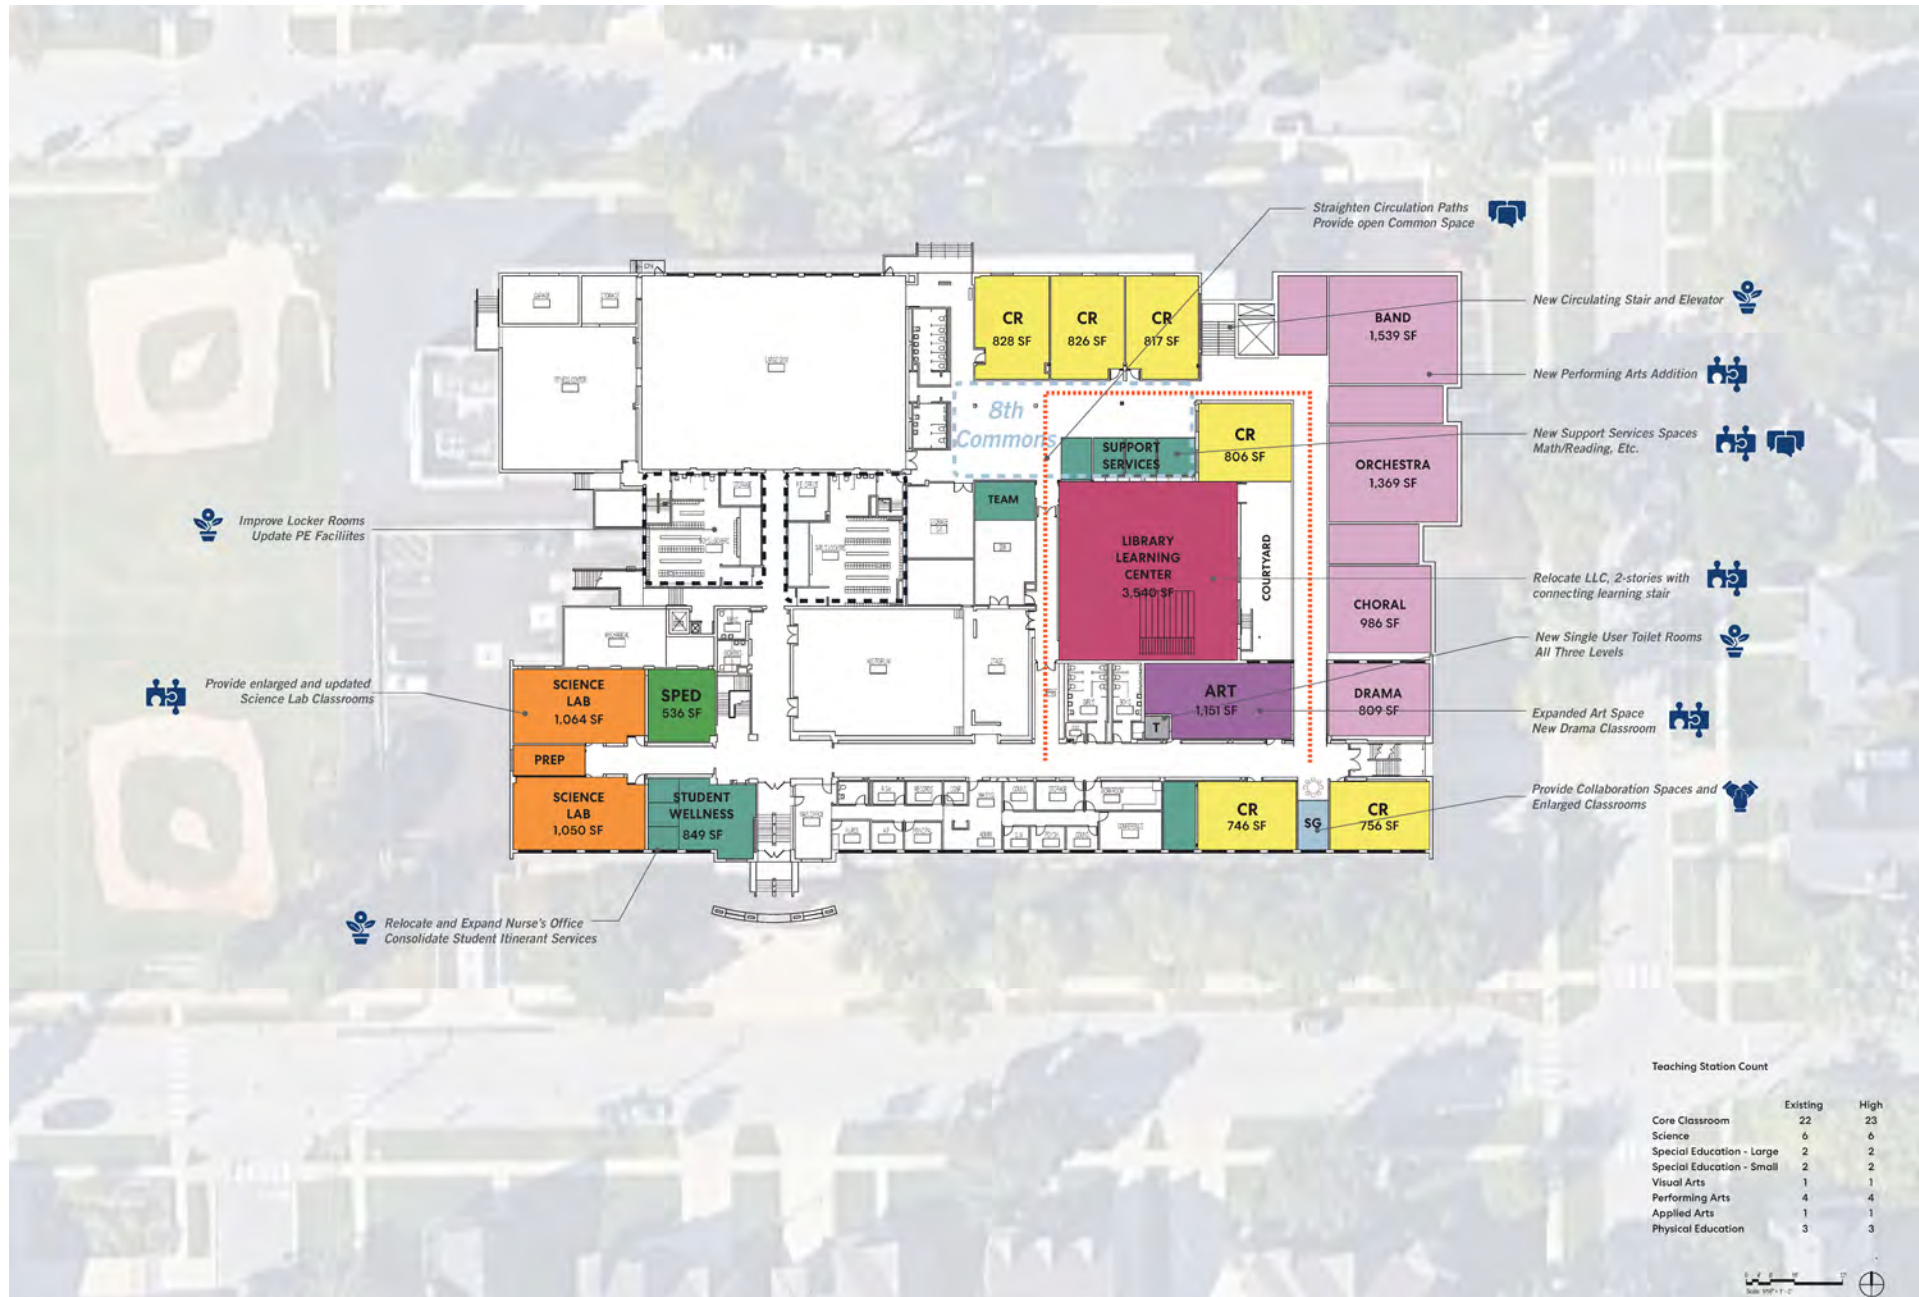 Straighten Circulation Paths
Provide open Common Space
New Circulating Stair and Elevator
New Performing Arts Addition
New Support Services Spaces
Math/Reading, Etc.
Relocate LLC, 2-stories with
connecting learning stair
New Single User Toilet Rooms
All Three Levels
Expanded Art Space
New Drama Classroom
Provide Collaboration Spaces and
Enlarged Classrooms
Improve Locker Rooms
Update PE Faciliites
Provide enlarged and updated
Science Lab Classrooms
Relocate and Expand Nurse's Office
Consolidate Student Itinerant Services
STORAGE
CR
828 SF
CR
826 SF
CR
817 SF
BAND
1,539 SF
8th
Commons
SUPPORT
SERVICES
CR
806 SF
ORCHESTRA
1,369 SF
TEAM
STORAGE
LIBRARY
LEARNING
CENTER
3,540 SF
COURTYARD
CHORAL
986 SF
MECHANICAL
STAGE
SCIENCE
LAB
1,064 SF
SPED
536 SF
ART
1,151 SF
T
DRAMA
809 SF
PREP
SCIENCE
LAB
1,050 SF
STUDENT
WELLNESS
849 SF
RECORDS
STORAGE
WORKROOM
CONFERENCE
CR
746 SF
SG
CR
756 SF
Teaching Station Count
Existing High
Core Classroom 22 23
Science 6 6
Special Education - Large 2 2
Special Education - Small 2 2
Visual Arts 1 1
Performing Arts 4 4
Applied Arts 1 1
Physical Education 3 3